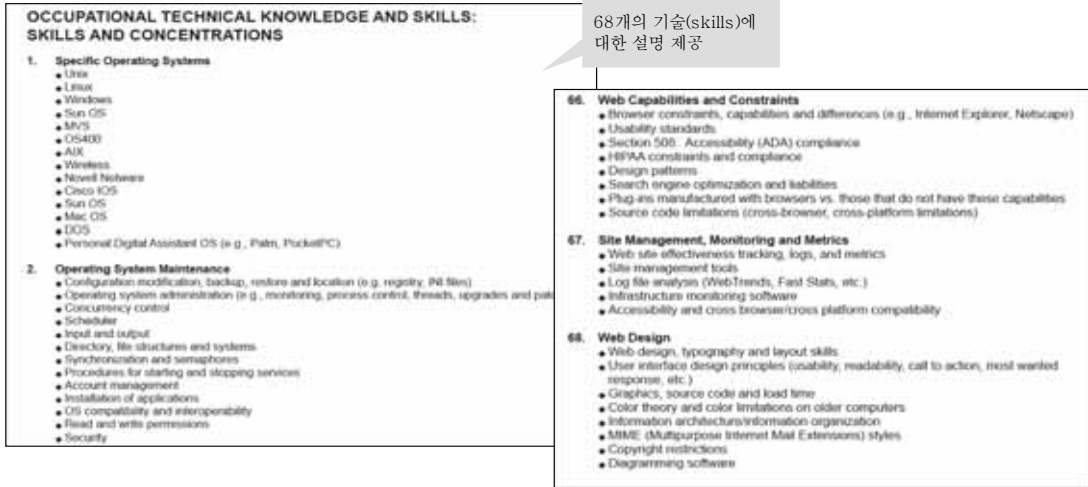 OCCUPATIONAL TECHNICAL KNOWLEDGE AND SKILLS:
SKILLS AND CONCENTRATIONS
68개의 기술(skills)에
대한 설명 제공
1. Specific Operating Systems
● Unix
● Linux
● Windows
● Sun OS
● MVS
● OS400
● AIX
● Wireless
● Novell Netware
● Cisco IOS
● Sun OS
● Mac OS
● DOS
● Personal Digital Assistant OS (e.g., Palm, PocketPC)
2. Operating System Maintenance
● Configuration modification, backup, restore and location (e.g. registry, INI files)
● Operating system administration (e.g., monitoring, process control, threads, upgrades and
● Concurrency control
● Scheduler
● Input and output
● Directory, file structures and systems
● Synchronization and semaphores
● Procedures for starting and stopping services
● Account management
● Installation of applications
● OS compatibility and interoperability
● Read and write permissions
● Security
66. Web Capabilities and Constraints
● Browser constraints, capabilities and differences (e.g., Internet Explorer, Netscape)
● Usability standards
● Section 508: Accessibility (ADA) compliance
● HIPAA constraints and compliance
● Design patterns
● Search engine optimization and liabilities
● Plug-ins manufactured with browsers vs. those that do not have these capabilities
● Source code limitations (cross-browser, cross-platform limitations)
67. Site Management, Monitoring and Metrics
● Web site effectiveness tracking, logs, and metrics
● Site management tools
● Log file analysis (WebTrends, Fast Stats, etc.)
● Infrastructure monitoring software
● Accessibility and cross browser/cross platform compatibility
68. Web Design
● Web design, typography and layout skills
● User interface design principles (usability, readability, call to action, most wanted
response, etc.)
● Graphics, source code and load time
● Color theory and color limitations on older computers
● Information architecture/information organization
● MIME (Multipurpose Internet Mail Extensions) styles
● Copyright restrictions
● Diagramming software